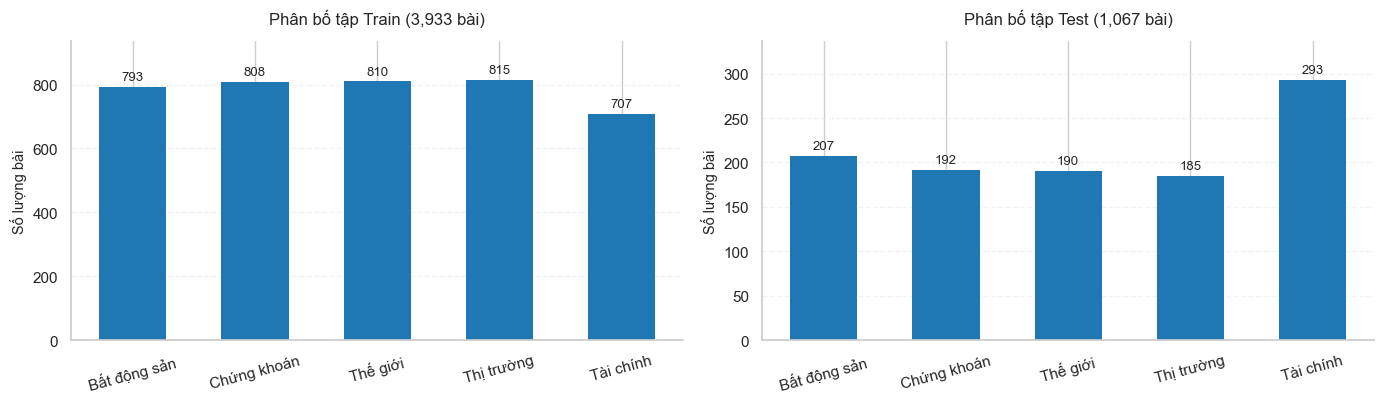 Phân bố tập Train (3,933 bài)
Số lượng bài
800
600
400
200
0
793
808
810
815
707
Bất động sản
Chứng khoán
Thế giới
Thị trường
Tài chính
Phân bố tập Test (1,067 bài)
Số lượng bài
300
250
200
150
100
50
0
207
192
190
185
293
Bất động sản
Chứng khoán
Thế giới
Thị trường
Tài chính